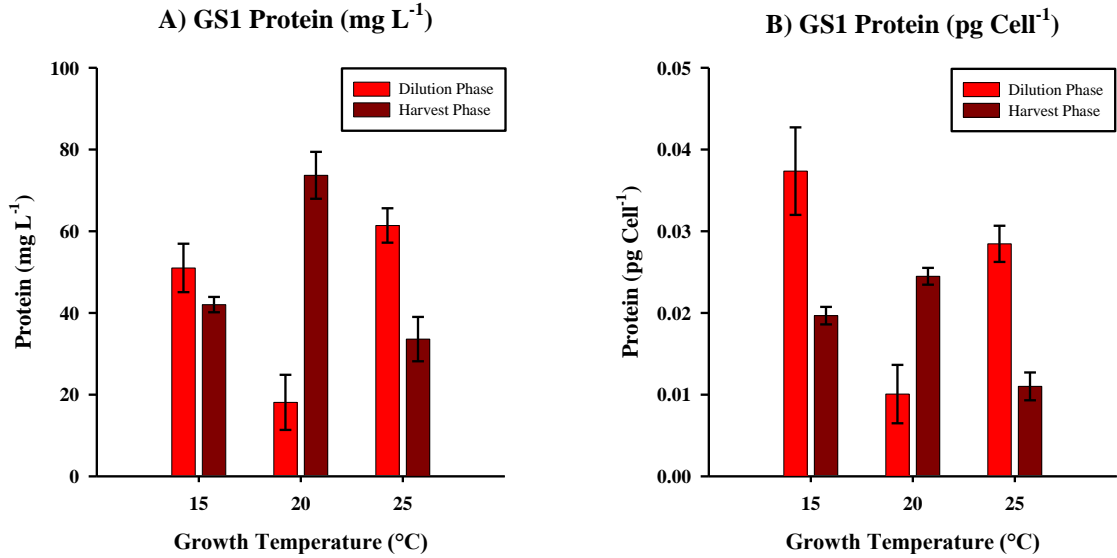 A) GS1 Protein (mg L⁻¹)
Protein (mg L⁻¹)
100
80
60
40
20
0
Dilution Phase
Harvest Phase
15 20 25
Growth Temperature (°C)
B) GS1 Protein (pg Cell⁻¹)
Protein (pg Cell⁻¹)
0.05
0.04
0.03
0.02
0.01
0.00
Dilution Phase
Harvest Phase
15 20 25
Growth Temperature (°C)